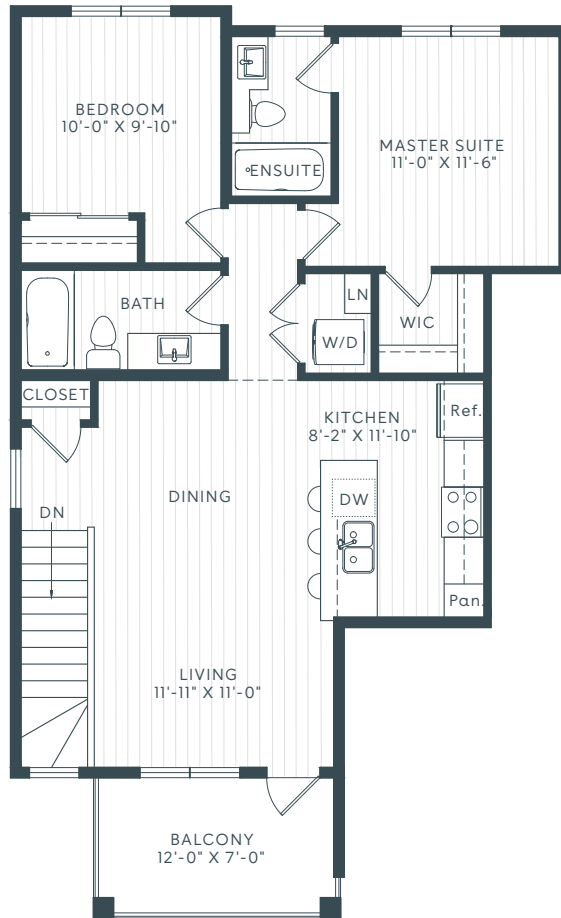 BEDROOM
10'-0" X 9'-10"
ENSUITE
MASTER SUITE
11'-0" X 11'-6"
BATH
LN
W/D
WIC
CLOSET
KITCHEN
8'-2" X 11'-10"
Ref.
DINING
DW
DN
Pan.
LIVING
11'-11" X 11'-0"
BALCONY
12'-0" X 7'-0"